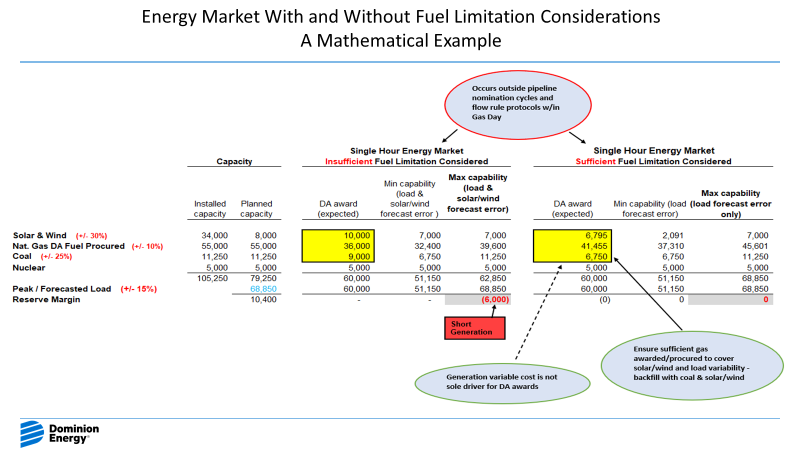 Energy Market With and Without Fuel Limitation Considerations
A Mathematical Example
Occurs outside pipeline
nomination cycles and
flow rule protocols w/in
Gas Day
Capacity
Single Hour Energy Market
Insufficient Fuel Limitation Considered
Single Hour Energy Market
Sufficient Fuel Limitation Considered
Installed
capacity
Planned
capacity
DA award
(expected)
Min capability
(load &
solar/wind
forecast error )
Max capability
(load &
solar/wind
forecast error)
DA award
(expected)
Min capability (load
forecast error)
Max capability
(load forecast error
only)
Solar & Wind (+/- 30%) 34,000 8,000 10,000 7,000 7,000 6,795 2,091 7,000
Nat. Gas DA Fuel Procured (+/- 10%) 55,000 55,000 36,000 32,400 39,600 41,455 37,310 45,601
Coal (+/- 25%) 11,250 11,250 9,000 6,750 11,250 6,750 6,750 11,250
Nuclear 5,000 5,000 5,000 5,000 5,000 5,000 5,000 5,000
105,250 79,250 60,000 51,150 62,850 60,000 51,150 68,850
Peak / Forecasted Load (+/- 15%) 68,850 60,000 51,150 68,850 60,000 51,150 68,850
Reserve Margin 10,400 - - (6,000) (0) 0 0
Short
Generation
Generation variable cost is not
sole driver for DA awards
Ensure sufficient gas
awarded/procured to cover
solar/wind and load variability -
backfill with coal & solar/wind
Dominion
Energy®